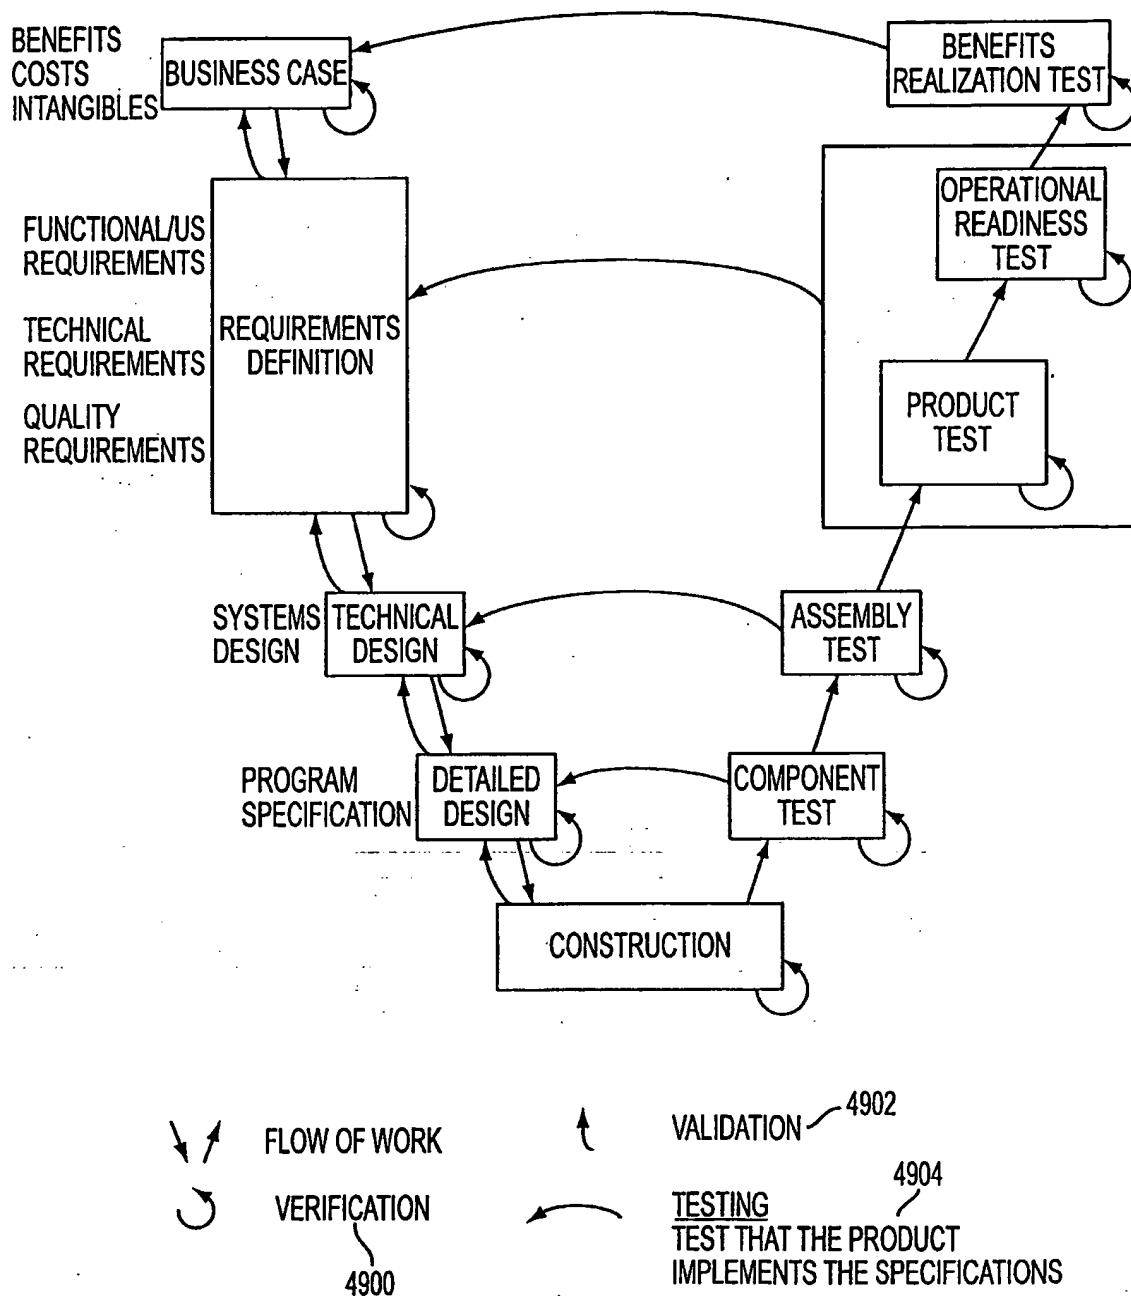 BENEFITS
COSTS
INTANGIBLES
BUSINESS CASE
BENEFITS
REALIZATION TEST
OPERATIONAL
READINESS
TEST
FUNCTIONAL/US
REQUIREMENTS
TECHNICAL
REQUIREMENTS
QUALITY
REQUIREMENTS
REQUIREMENTS
DEFINITION
PRODUCT
TEST
SYSTEMS
DESIGN
TECHNICAL
DESIGN
ASSEMBLY
TEST
PROGRAM
SPECIFICATION
DETAILED
DESIGN
COMPONENT
TEST
CONSTRUCTION
FLOW OF WORK
VALIDATION
4902
VERIFICATION
4900
4904
TESTING
TEST THAT THE PRODUCT
IMPLEMENTS THE SPECIFICATIONS